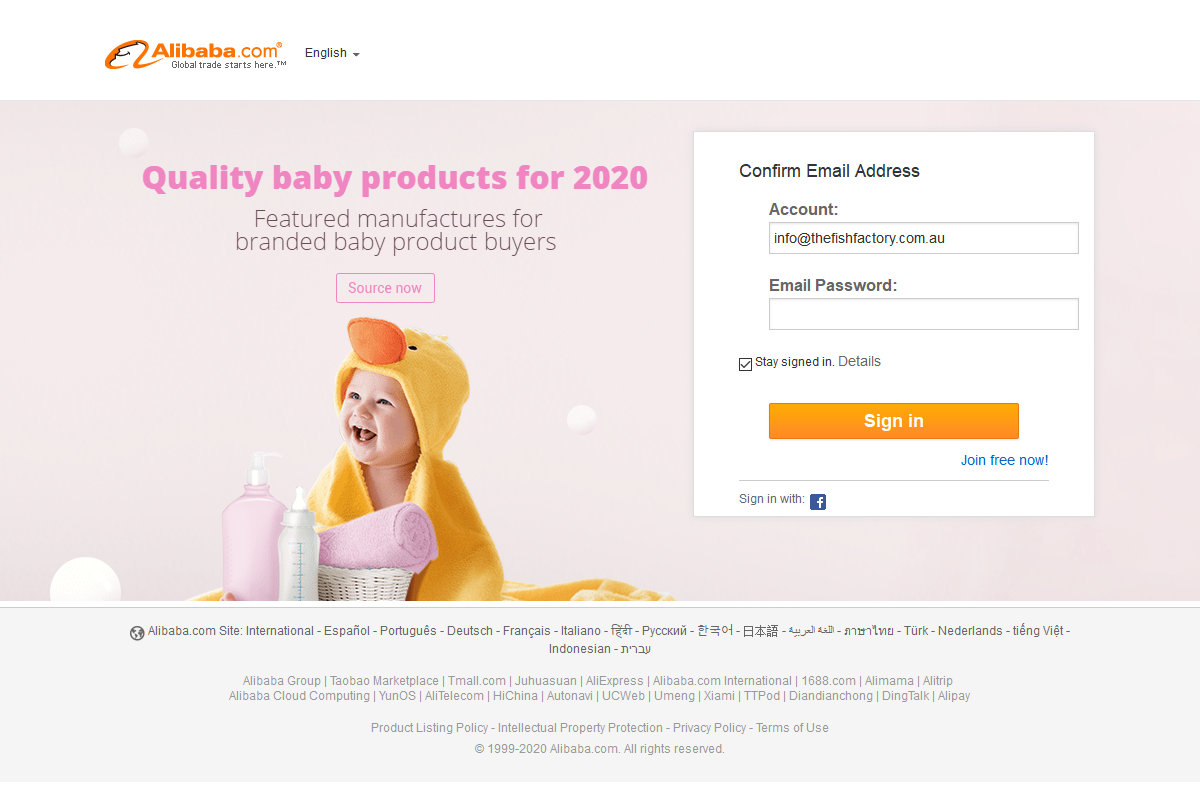 Alibaba.com®
Global trade starts here.™
English
Quality baby products for 2020
Featured manufactures for
branded baby product buyers
Source now
Confirm Email Address
Account:
info@thefishfactory.com.au
Email Password:
Stay signed in. Details
Sign in
Join free now!
Sign in with:
Alibaba.com Site: International - Español - Português - Deutsch - Français - Italiano - हिंदी - Русский - 한국어 - 日本語 - اللغة العربية - ภาษาไทย - Türk - Nederlands - tiếng Việt -
Indonesian - עברית
Alibaba Group | Taobao Marketplace | Tmall.com | Juhuasuan | AliExpress | Alibaba.com International | 1688.com | Alimama | Alitrip
Alibaba Cloud Computing | YunOS | AliTelecom | HiChina | Autonavi | UCWeb | Umeng | Xiami | TTPod | Diandianchong | DingTalk | Alipay
Product Listing Policy - Intellectual Property Protection - Privacy Policy - Terms of Use
© 1999-2020 Alibaba.com. All rights reserved.